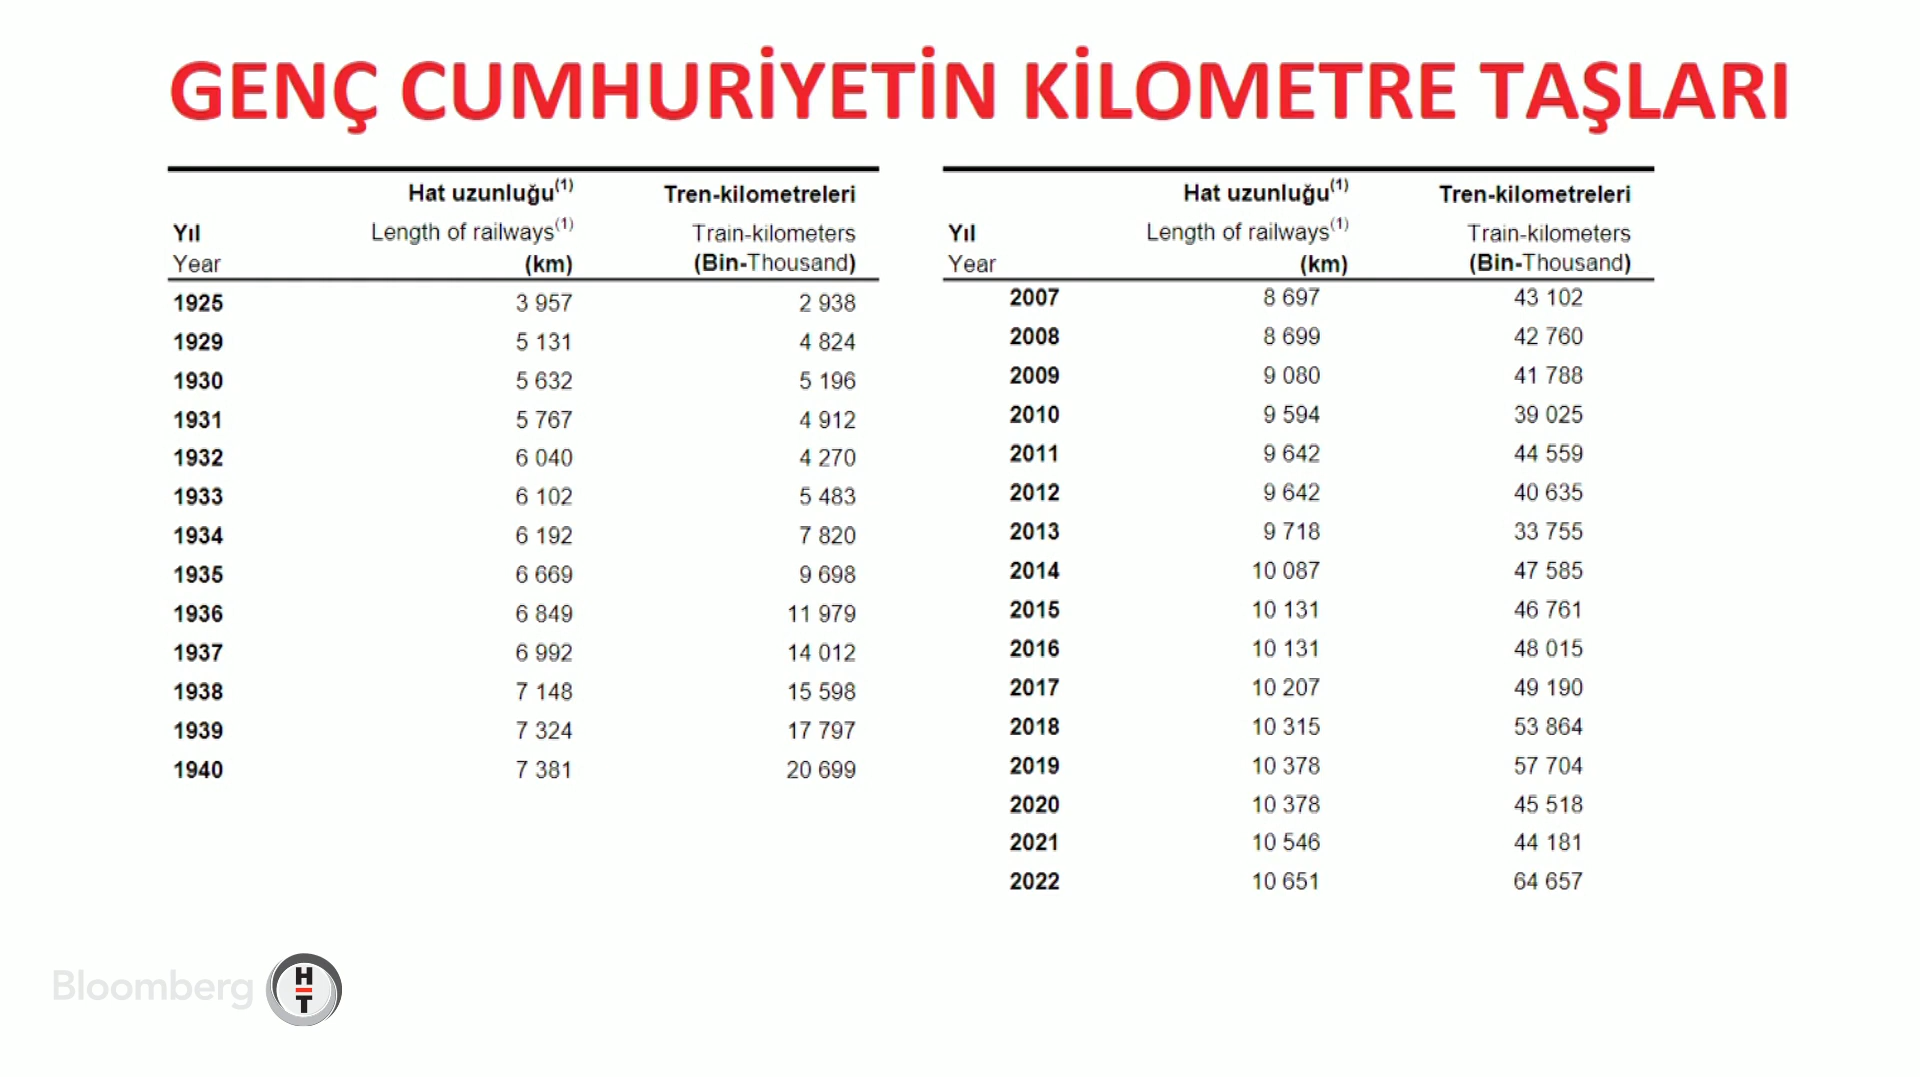 GENÇ CUMHURİYETİN KİLOMETRE TAŞLARI
Hat uzunluğu(1) Tren-kilometreleri
Yıl Length of railways(1) Train-kilometers
Year (km) (Bin-Thousand)
1925 3 957 2 938
1929 5 131 4 824
1930 5 632 5 196
1931 5 767 4 912
1932 6 040 4 270
1933 6 102 5 483
1934 6 192 7 820
1935 6 669 9 698
1936 6 849 11 979
1937 6 992 14 012
1938 7 148 15 598
1939 7 324 17 797
1940 7 381 20 699
Hat uzunluğu(1) Tren-kilometreleri
Yıl Length of railways(1) Train-kilometers
Year (km) (Bin-Thousand)
2007 8 697 43 102
2008 8 699 42 760
2009 9 080 41 788
2010 9 594 39 025
2011 9 642 44 559
2012 9 642 40 635
2013 9 718 33 755
2014 10 087 47 585
2015 10 131 46 761
2016 10 131 48 015
2017 10 207 49 190
2018 10 315 53 864
2019 10 378 57 704
2020 10 378 45 518
2021 10 546 44 181
2022 10 651 64 657
Bloomberg HT